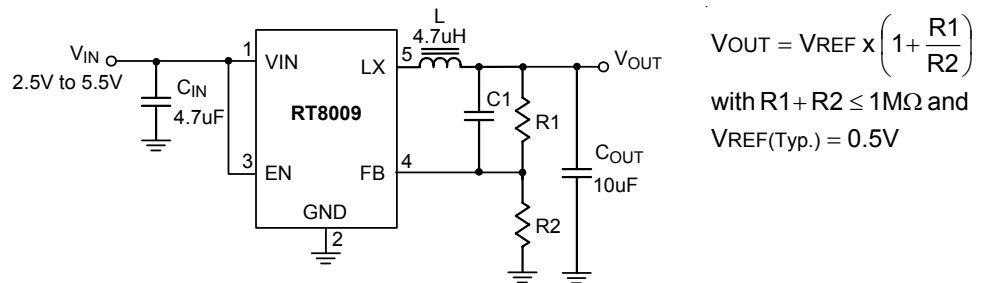 VIN
2.5V to 5.5V
CIN
4.7uF
1
VIN
3
EN
RT8009
GND
2
LX
5
FB
4
L
4.7uH
C1
R1
R2
VOUT
COUT
10uF
VOUT = VREF x (1 + R1/R2)
with R1 + R2 ≤ 1MΩ and
VREF(Typ.) = 0.5V